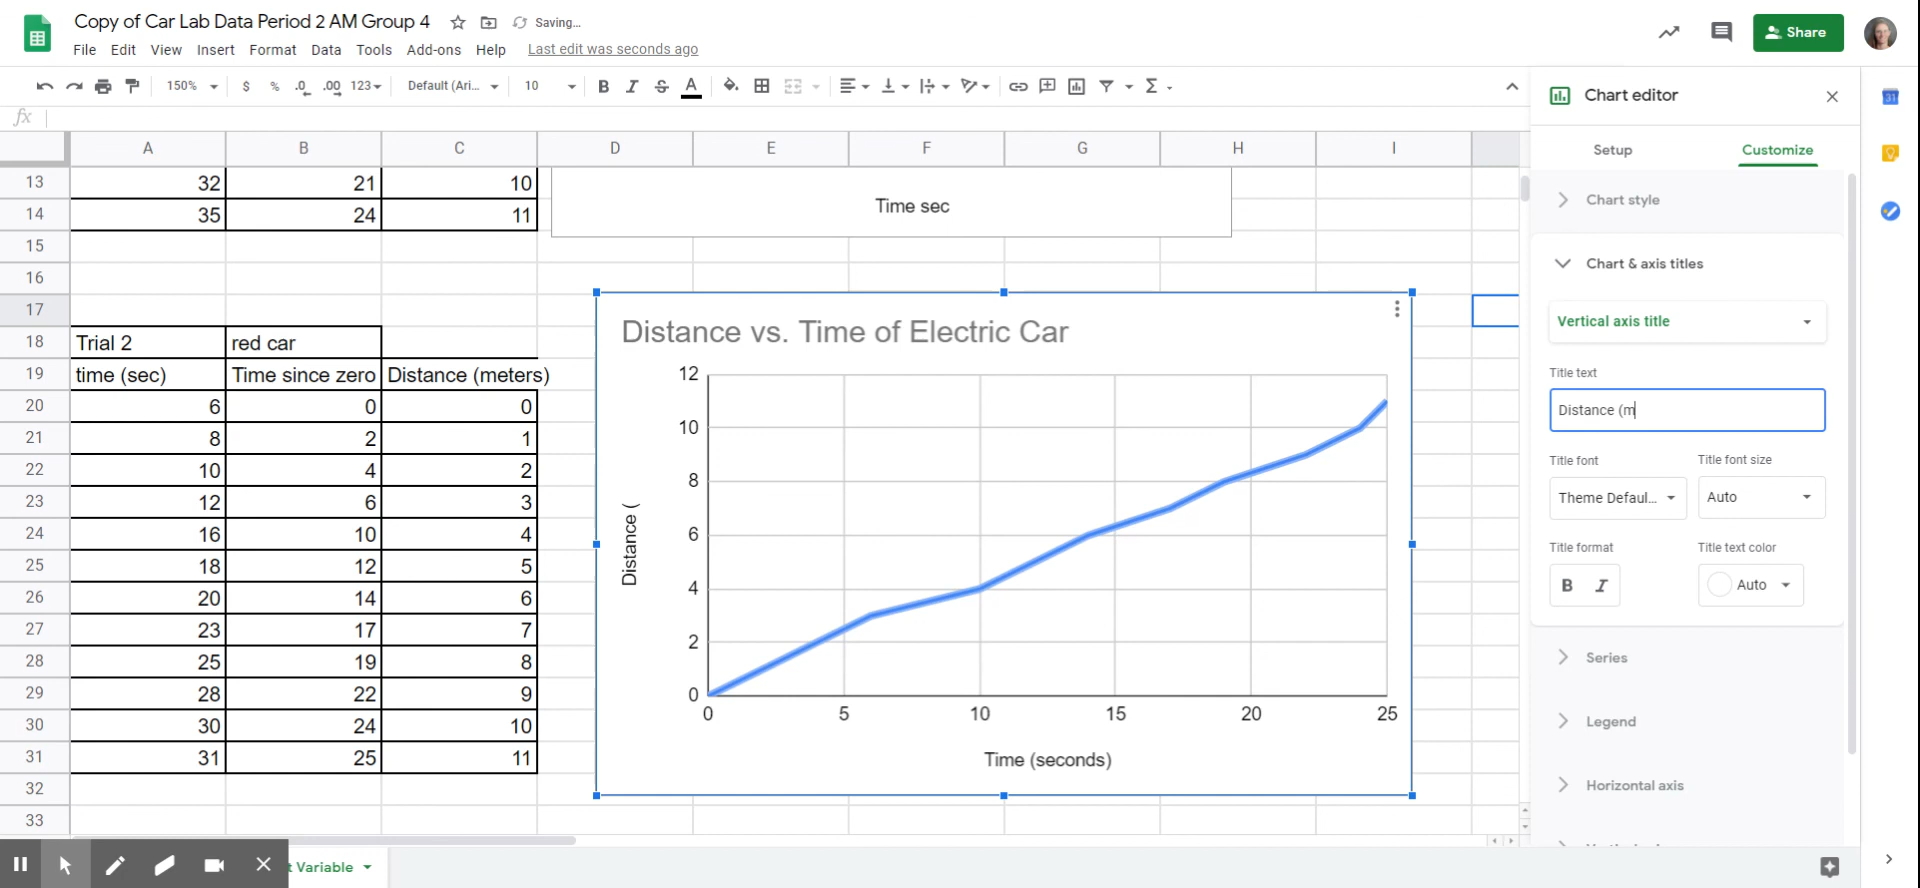 Copy of Car Lab Data Period 2 AM Group 4 Saving...
File Edit View Insert Format Data Tools Add-ons Help Last edit was seconds ago
Share
150% $ % .0 .00 123 Default (Ari... 10 B I S A
fx
A B C D E F G H I
13 32 21 10
14 35 24 11
Time sec
15
16
17
18 Trial 2 red car
19 time (sec) Time since zero Distance (meters)
20 6 0 0
21 8 2 1
22 10 4 2
23 12 6 3
24 16 10 4
25 18 12 5
26 20 14 6
27 23 17 7
28 25 19 8
29 28 22 9
30 30 24 10
31 31 25 11
32
33
Distance vs. Time of Electric Car
12
10
8
6
4
2
0
Distance (
0 5 10 15 20 25
Time (seconds)
Chart editor
Setup Customize
Chart style
Chart & axis titles
Vertical axis title
Title text
Distance (m
Title font Title font size
Theme Defaul... Auto
Title format Title text color
B I Auto
Series
Legend
Horizontal axis
31
t Variable